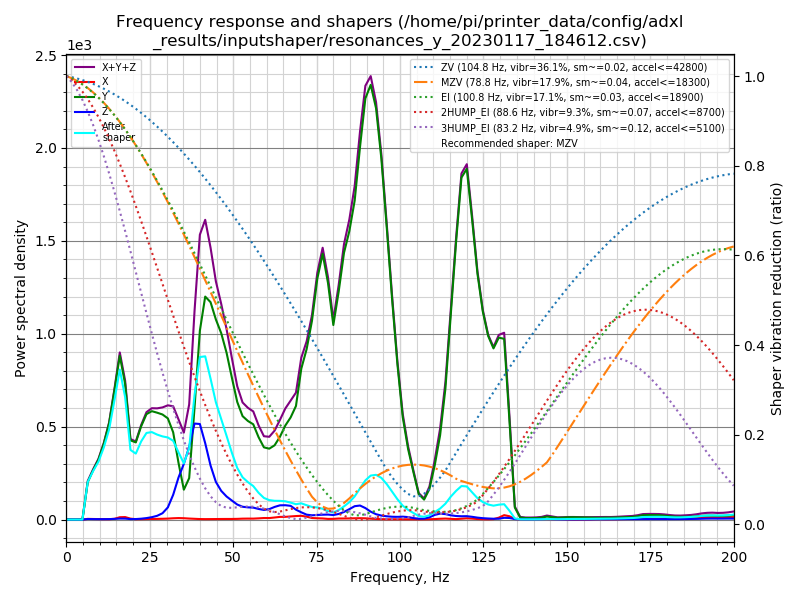 Frequency response and shapers (/home/pi/printer_data/config/adxl
_results/inputshaper/resonances_y_20230117_184612.csv)
1e3
X+Y+Z
X
Y
Z
After
shaper
ZV (104.8 Hz, vibr=36.1%, sm~=0.02, accel<=42800)
MZV (78.8 Hz, vibr=17.9%, sm~=0.04, accel<=18300)
EI (100.8 Hz, vibr=17.1%, sm~=0.03, accel<=18900)
2HUMP_EI (88.6 Hz, vibr=9.3%, sm~=0.07, accel<=8700)
3HUMP_EI (83.2 Hz, vibr=4.9%, sm~=0.12, accel<=5100)
Recommended shaper: MZV
Power spectral density
2.5
2.0
1.5
1.0
0.5
0.0
1.0
0.8
0.6
0.4
0.2
0.0
Shaper vibration reduction (ratio)
0 25 50 75 100 125 150 175 200
Frequency, Hz